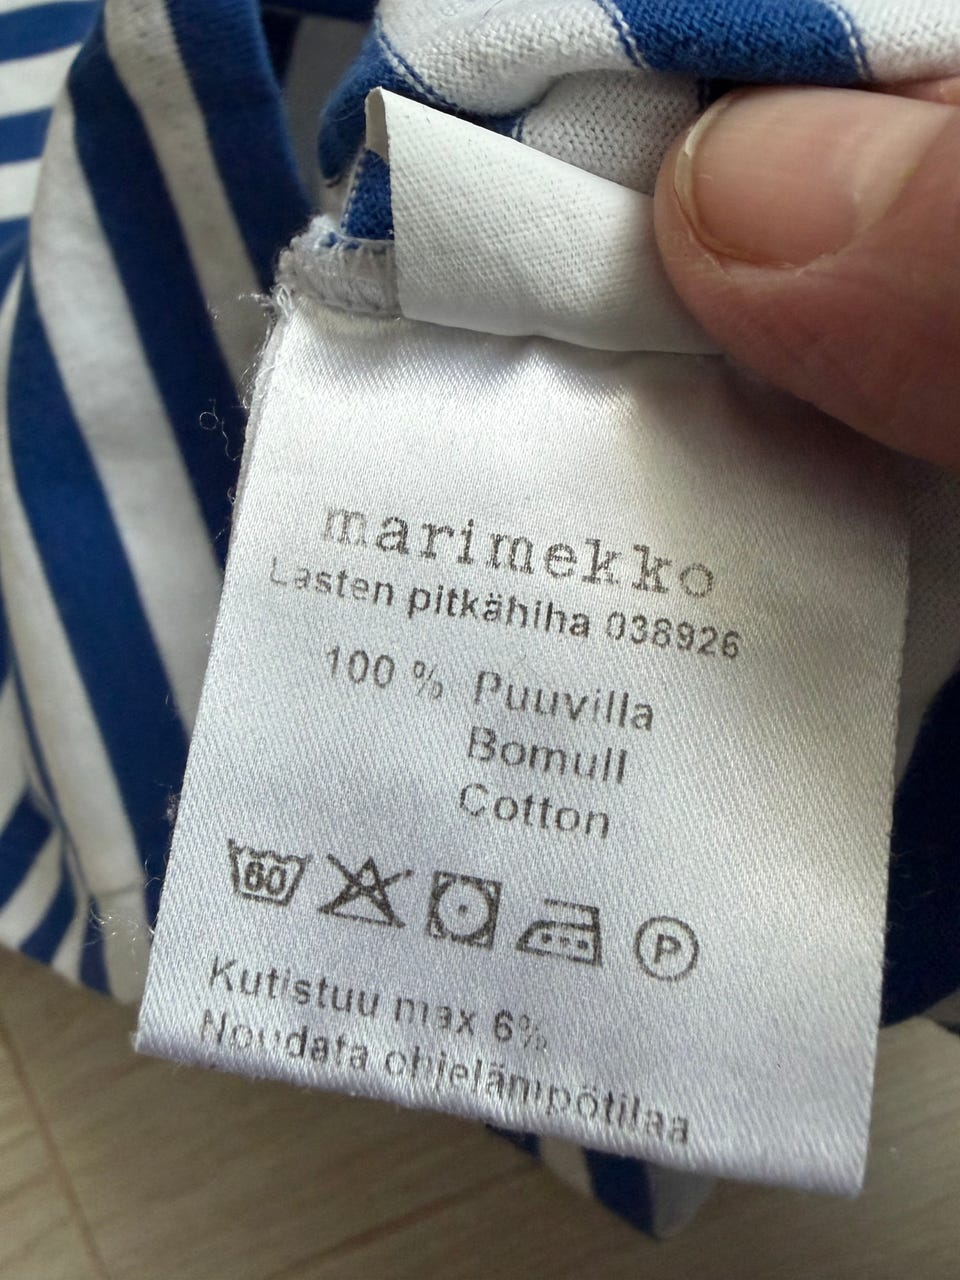 marimekko
Lasten pitkähiha 038926
100 % Puuvilla
Bomull
Cotton
60
P
Kutistuu max 6%
Noudata ohjelämpötilaa